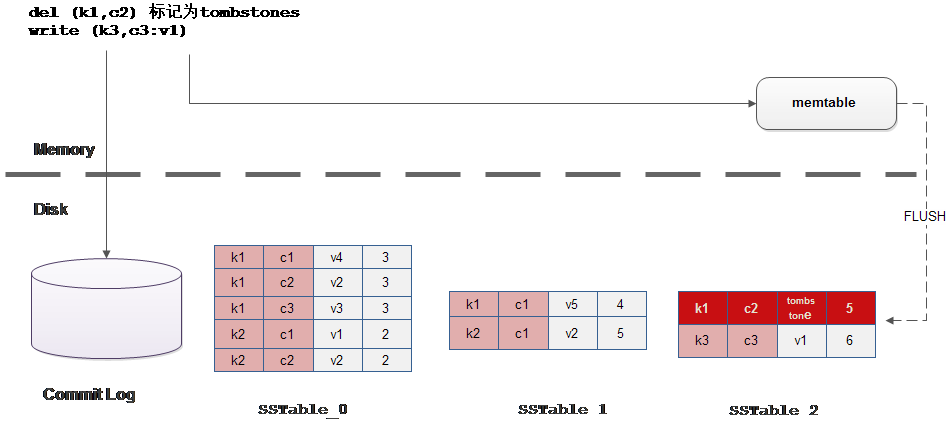 del (k1,c2) 标记为tombstones
write (k3,c3:v1)
memtable
Memory
Disk
FLUSH
k1 c1 v4 3
k1 c2 v2 3
k1 c3 v3 3
k2 c1 v1 2
k2 c2 v2 2
k1 c1 v5 4
k2 c1 v2 5
k1 c2 tombs tone 5
k3 c3 v1 6
Commit Log
SSTable_0
SSTable 1
SSTable 2